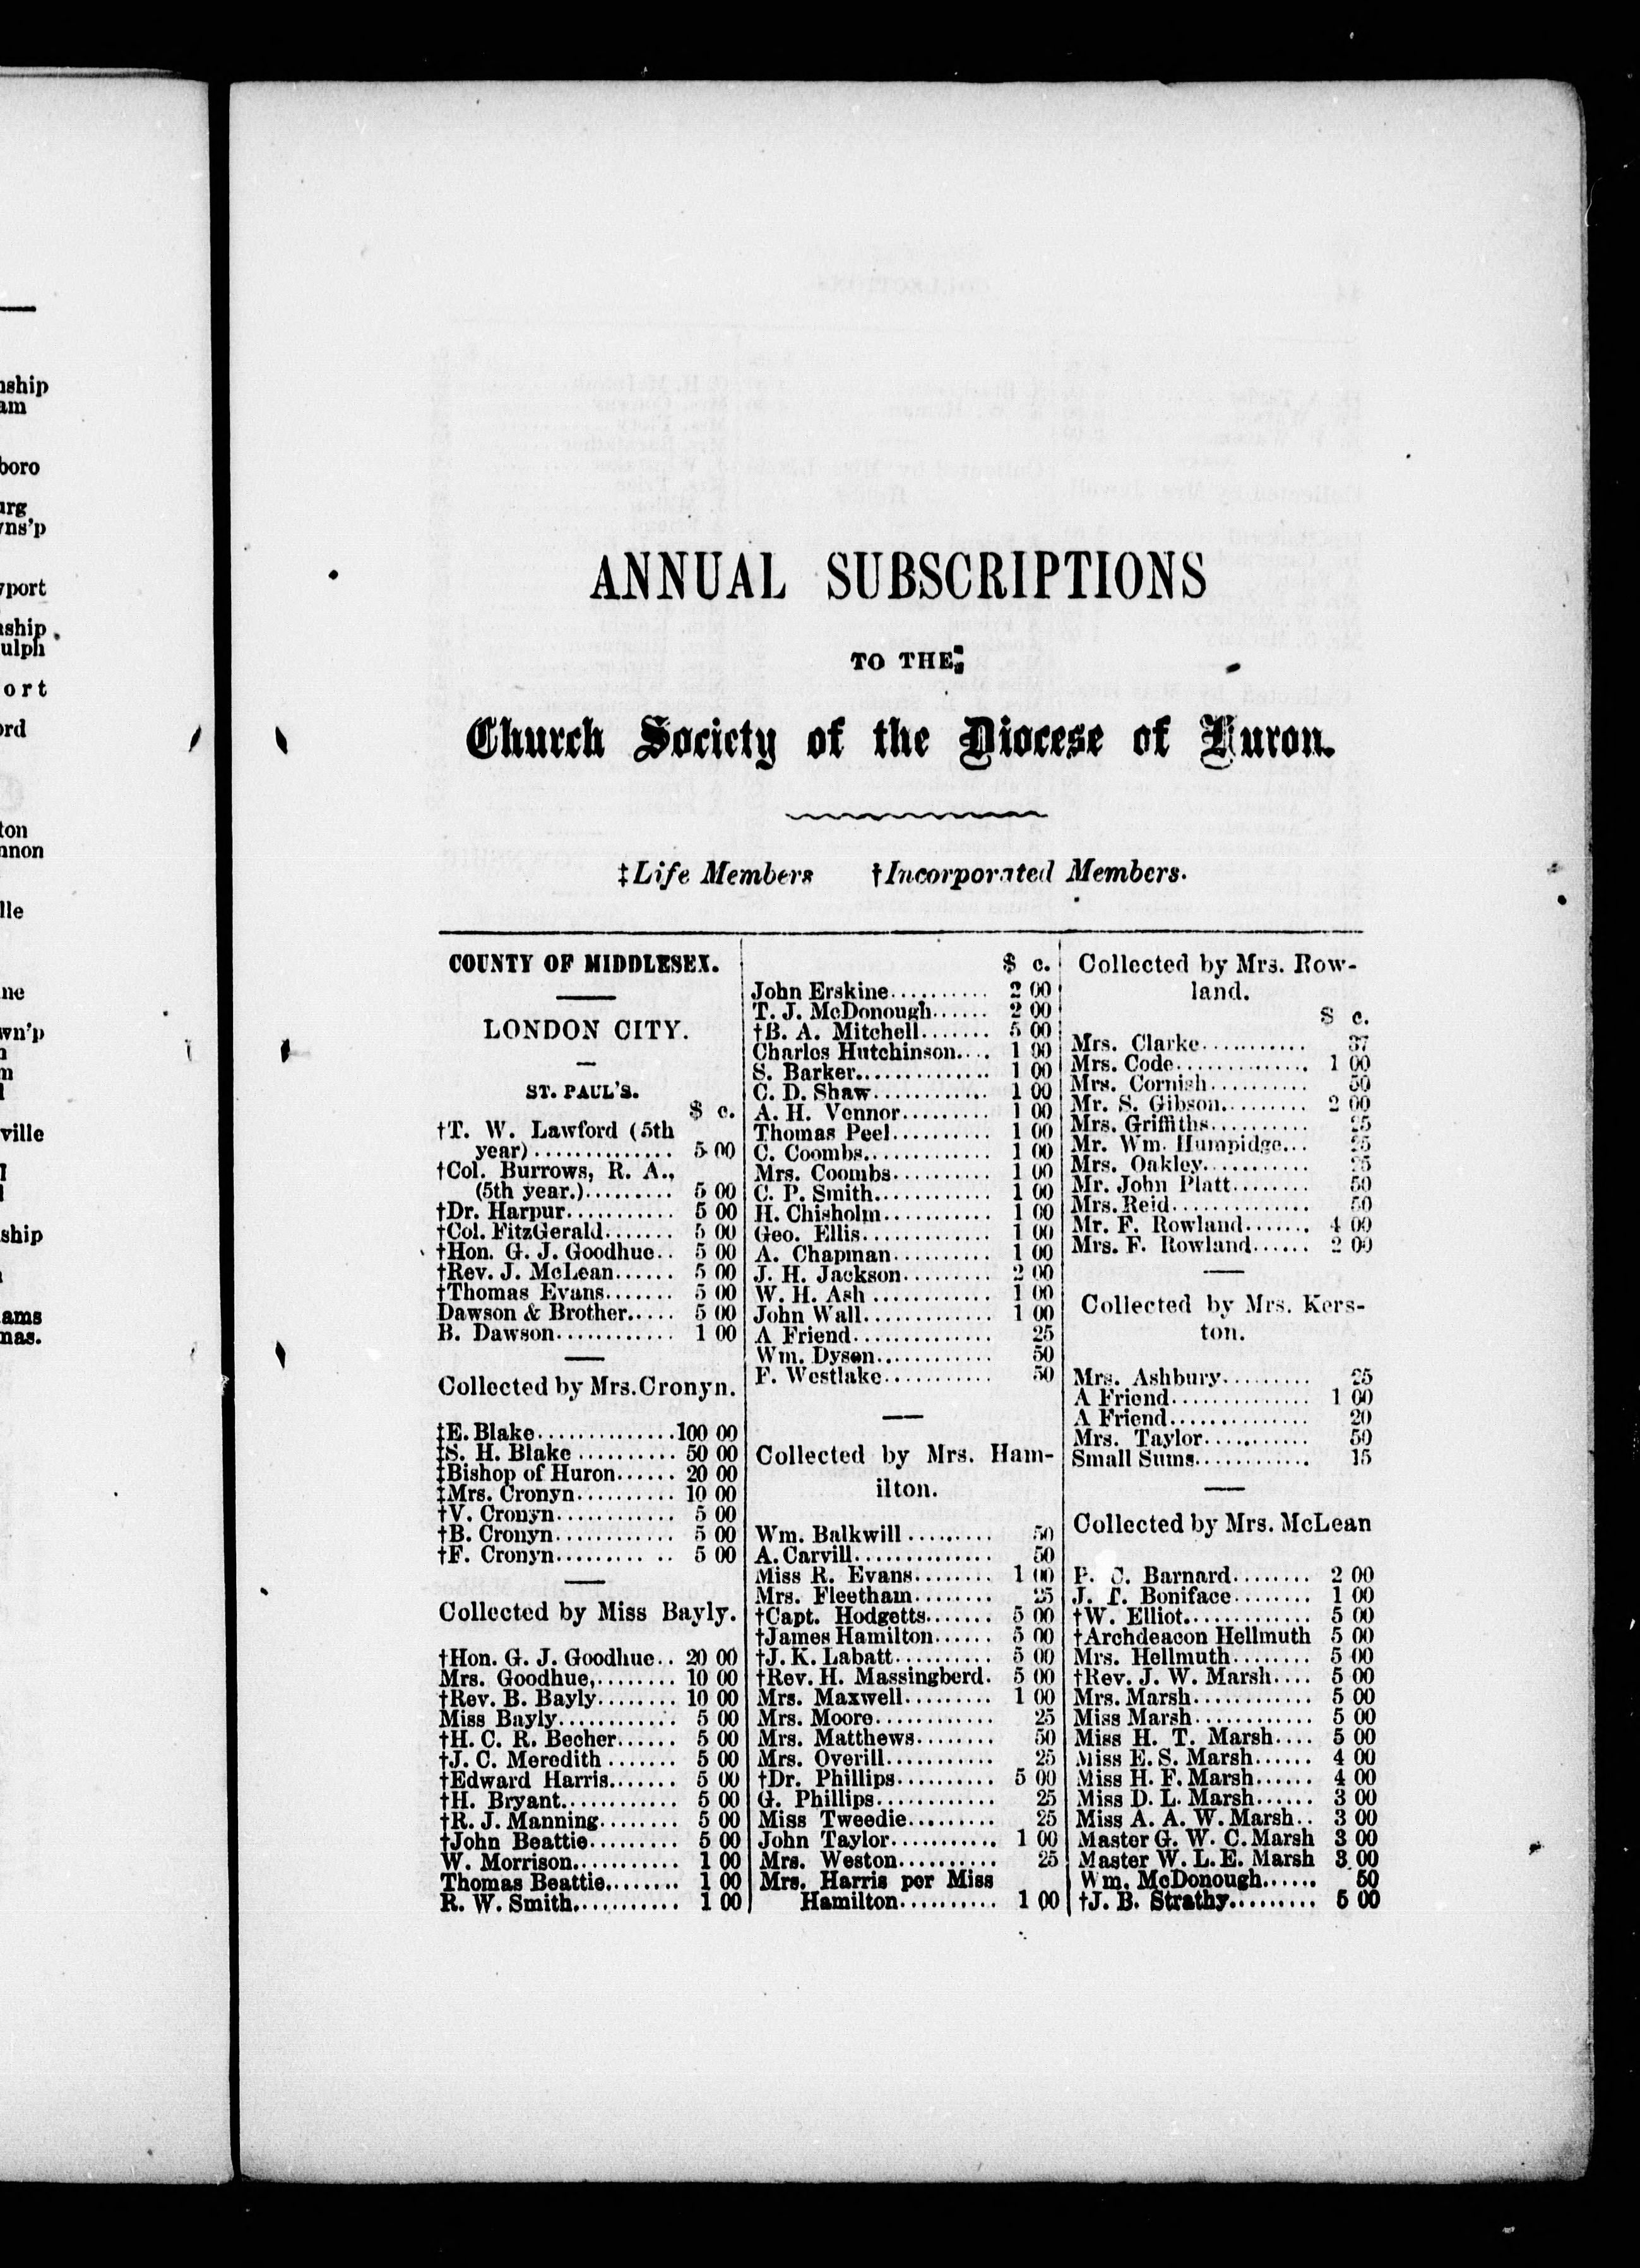 ANNUAL SUBSCRIPTIONS
TO THE
Church Society of the Diocese of Huron.
‡Life Members †Incorporated Members.
COUNTY OF MIDDLESEX.
LONDON CITY.
ST. PAUL'S.
$ c.
†T. W. Lawford (5th
year).............. 5 00
†Col. Burrows, R. A.,
(5th year.)......... 5 00
†Dr. Harpur........... 5 00
†Col. FitzGerald....... 5 00
†Hon. G. J. Goodhue.. 5 00
†Rev. J. McLean...... 5 00
†Thomas Evans....... 5 00
Dawson & Brother..... 5 00
B. Dawson............ 1 00
Collected by Mrs. Cronyn.
‡E. Blake..............100 00
‡S. H. Blake .......... 50 00
‡Bishop of Huron...... 20 00
‡Mrs. Cronyn.......... 10 00
†V. Cronyn............ 5 00
†B. Cronyn............ 5 00
†F. Cronyn......... .. 5 00
Collected by Miss Bayly.
†Hon. G. J. Goodhue.. 20 00
Mrs. Goodhue,........ 10 00
†Rev. B. Bayly........ 10 00
Miss Bayly............ 5 00
†H. C. R. Becher...... 5 00
†J. C. Meredith ....... 5 00
†Edward Harris....... 5 00
†H. Bryant............ 5 00
†R. J. Manning........ 5 00
†John Beattie......... 5 00
W. Morrison........... 1 00
Thomas Beattie........ 1 00
R. W. Smith........... 1 00
$ c.
John Erskine.......... 2 00
T. J. McDonough...... 2 00
†B. A. Mitchell....... 5 00
Charles Hutchinson.... 1 00
S. Barker.............. 1 00
C. D. Shaw............ 1 00
A. H. Vennor......... 1 00
Thomas Peel.......... 1 00
C. Coombs............. 1 00
Mrs. Coombs.......... 1 00
C. P. Smith............ 1 00
H. Chisholm........... 1 00
Geo. Ellis............. 1 00
A. Chapman.......... 1 00
J. H. Jackson......... 2 00
W. H. Ash ............ 1 00
John Wall............. 1 00
A Friend.............. 25
Wm. Dyson............ 50
F. Westlake........... 50
Collected by Mrs. Ham-
ilton.
Wm. Balkwill ......... 50
A. Carvill.............. 50
Miss R. Evans........ 1 00
Mrs. Fleetham........ 25
†Capt. Hodgetts....... 5 00
†James Hamilton...... 5 00
†J. K. Labatt.......... 5 00
†Rev. H. Massingberd. 5 00
Mrs. Maxwell......... 1 00
Mrs. Moore............ 25
Mrs. Matthews........ 50
Mrs. Overill........... 25
†Dr. Phillips.......... 5 00
G. Phillips............ 25
Miss Tweedie......... 25
John Taylor........... 1 00
Mrs. Weston.......... 25
Mrs. Harris per Miss
Hamilton.......... 1 00
Collected by Mrs. Row-
land.
$ c.
Mrs. Clarke........... 37
Mrs. Code.............. 1 00
Mrs. Cornish.......... 50
Mr. S. Gibson......... 2 00
Mrs. Griffiths.......... 25
Mr. Wm. Humpidge... 25
Mrs. Oakley........... 25
Mr. John Platt........ 50
Mrs. Reid.............. 50
Mr. F. Rowland....... 4 00
Mrs. F. Rowland...... 2 00
Collected by Mrs. Kers-
ton.
Mrs. Ashbury......... 25
A Friend.............. 1 00
A Friend.............. 20
Mrs. Taylor........... 50
Small Sums............ 15
Collected by Mrs. McLean
C. Barnard........ 2 00
J. T. Boniface........ 1 00
†W. Elliot............. 5 00
†Archdeacon Hellmuth 5 00
Mrs. Hellmuth........ 5 00
†Rev. J. W. Marsh.... 5 00
Mrs. Marsh............ 5 00
Miss Marsh............ 5 00
Miss H. T. Marsh.... 5 00
Miss E. S. Marsh...... 4 00
Miss H. F. Marsh...... 4 00
Miss D. L. Marsh...... 3 00
Miss A. A. W. Marsh.. 3 00
Master G. W. C. Marsh 3 00
Master W. L. E. Marsh 3 00
Wm. McDonough...... 50
†J. B. Strathy......... 5 00